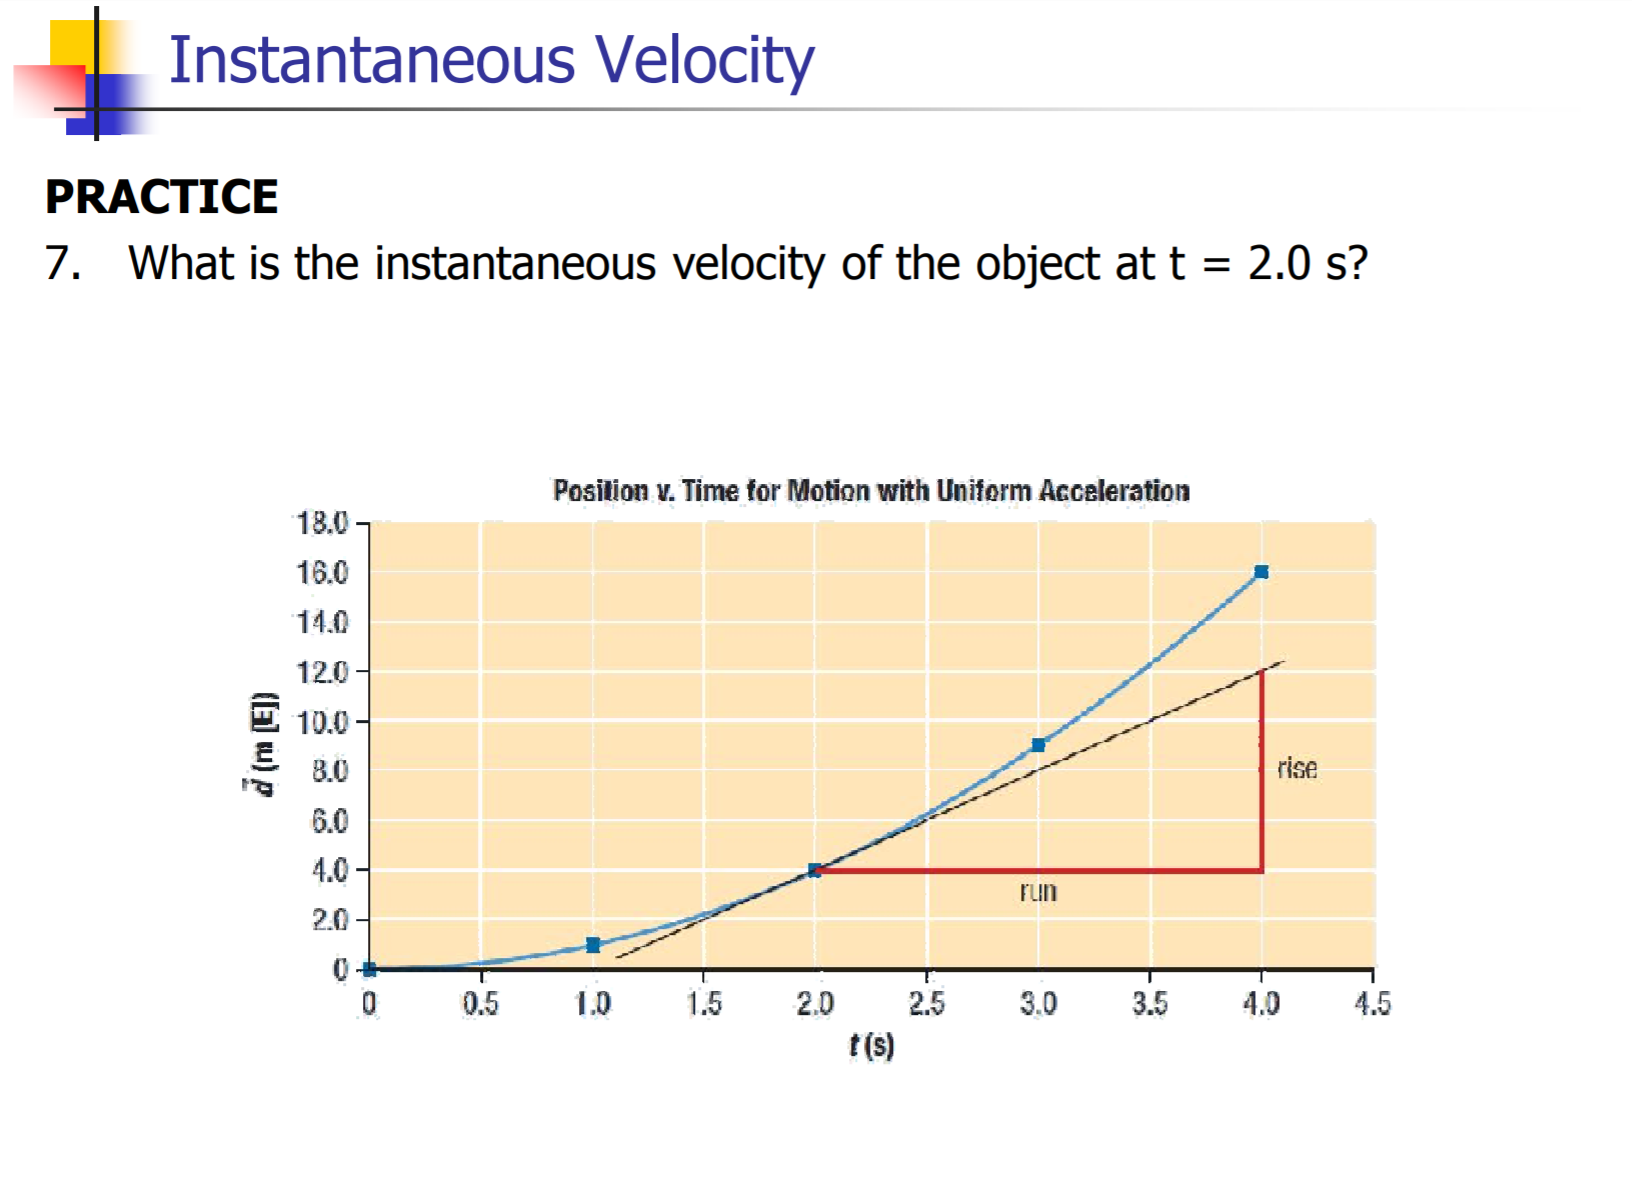 Instantaneous Velocity
PRACTICE
7. What is the instantaneous velocity of the object at t = 2.0 s?
Position v. Time for Motion with Uniform Acceleration
18.0
16.0
14.0
12.0
10.0
8.0
6.0
4.0
2.0
0
d⃗ (m [E])
rise
run
0 0.5 1.0 1.5 2.0 2.5 3.0 3.5 4.0 4.5
t (s)